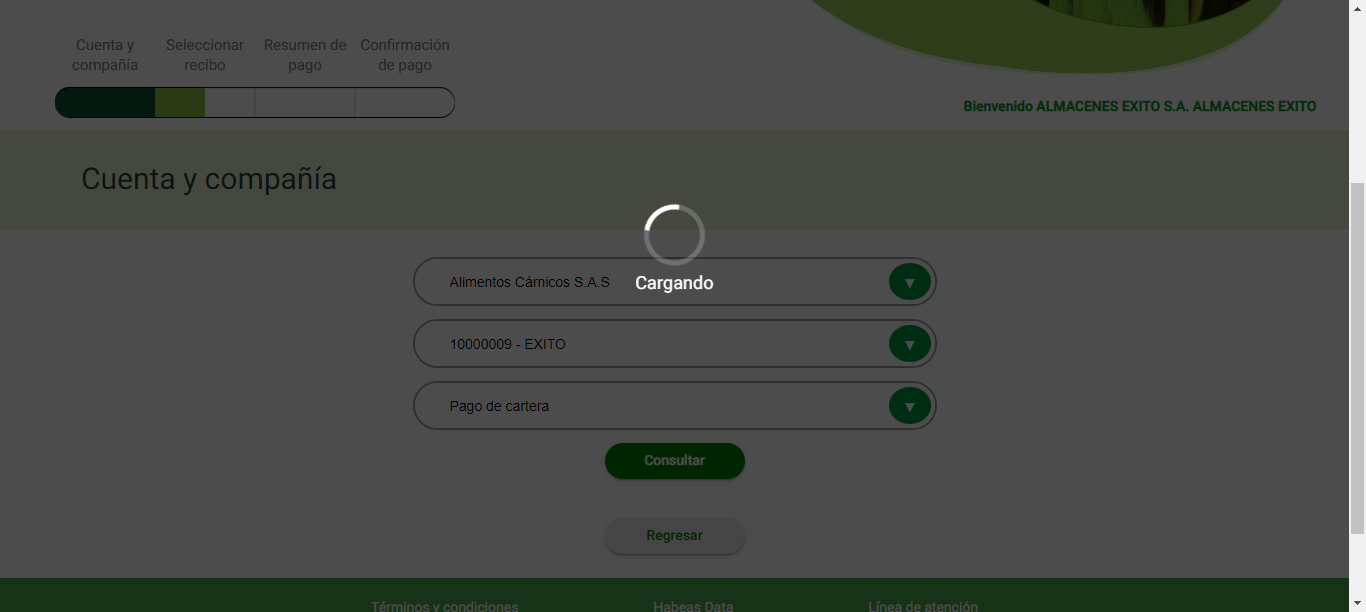 Cuenta y
compañía
Seleccionar
recibo
Resumen de
pago
Confirmación
de pago
Bienvenido ALMACENES EXITO S.A. ALMACENES EXITO
Cuenta y compañía
Alimentos Cárnicos S.A.S
Cargando
10000009 - EXITO
Pago de cartera
Consultar
Regresar
Términos y condiciones
Habeas Data
Línea de atención